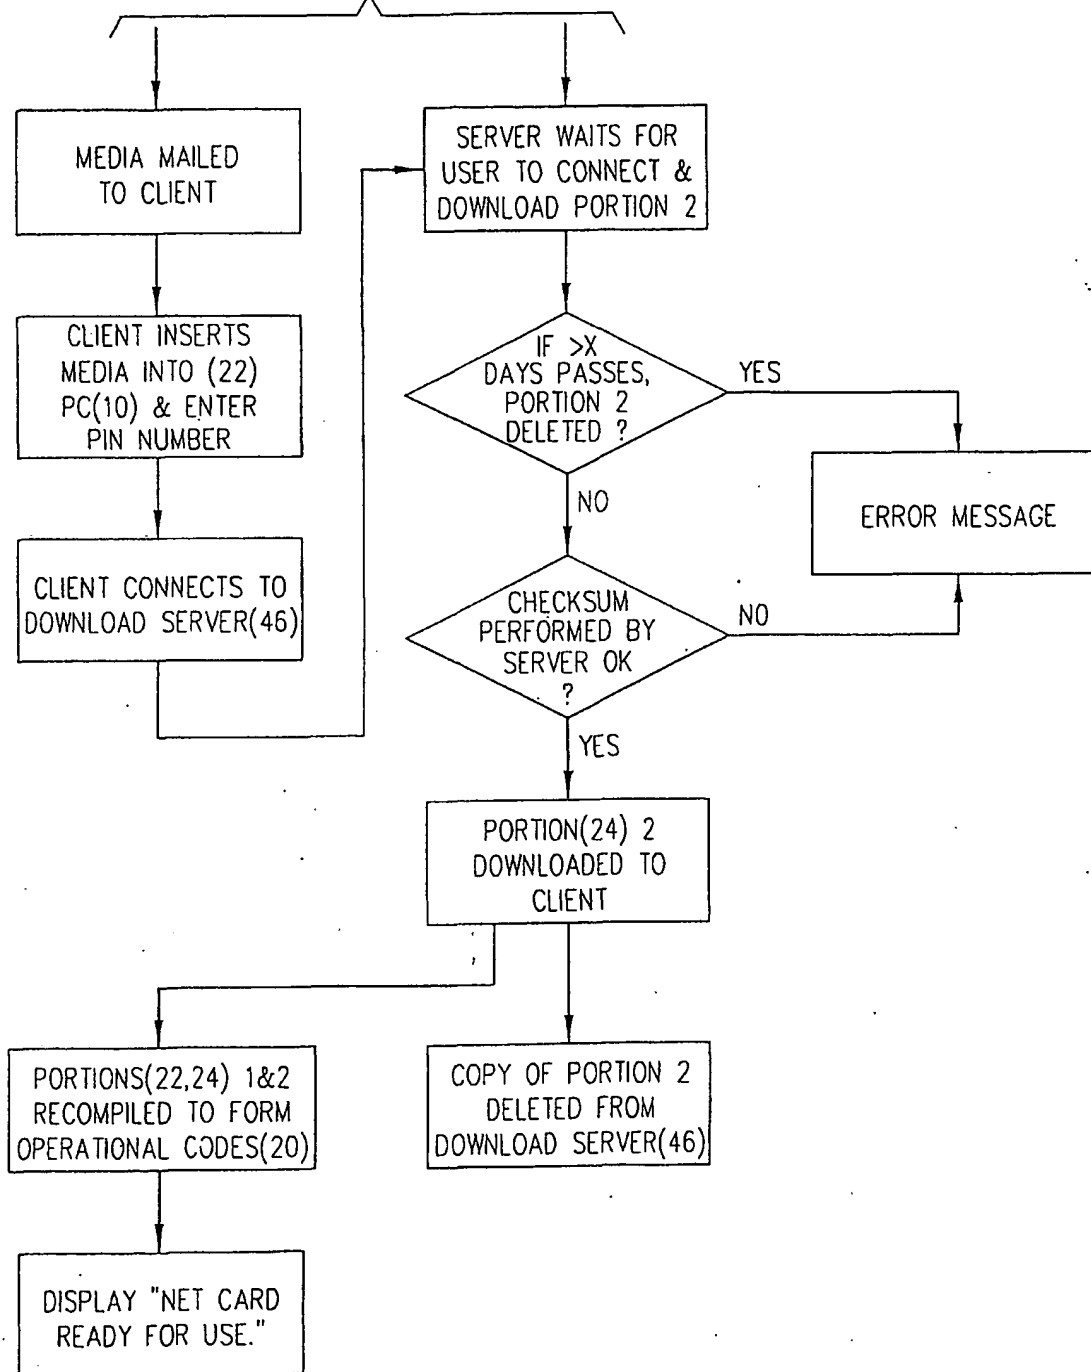 MEDIA MAILED
TO CLIENT
SERVER WAITS FOR
USER TO CONNECT &
DOWNLOAD PORTION 2
CLIENT INSERTS
MEDIA INTO (22)
PC(10) & ENTER
PIN NUMBER
IF >X
DAYS PASSES,
PORTION 2
DELETED ?
YES
NO
ERROR MESSAGE
CLIENT CONNECTS TO
DOWNLOAD SERVER(46)
CHECKSUM
PERFORMED BY
SERVER OK
?
NO
YES
PORTION(24) 2
DOWNLOADED TO
CLIENT
PORTIONS(22,24) 1&2
RECOMPILED TO FORM
OPERATIONAL CODES(20)
COPY OF PORTION 2
DELETED FROM
DOWNLOAD SERVER(46)
DISPLAY "NET CARD
READY FOR USE."